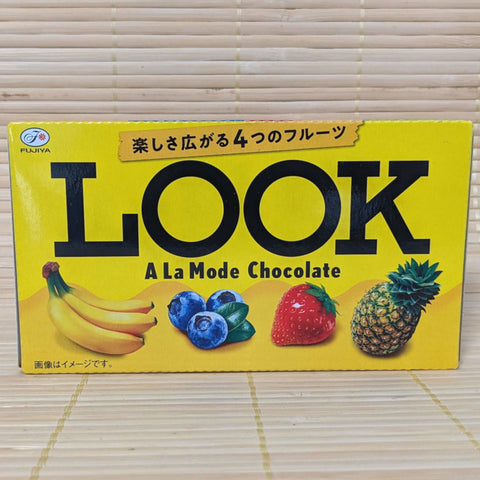 FUJIYA
楽しさ広がる4つのフルーツ
LOOK
A La Mode Chocolate
画像はイメージです。